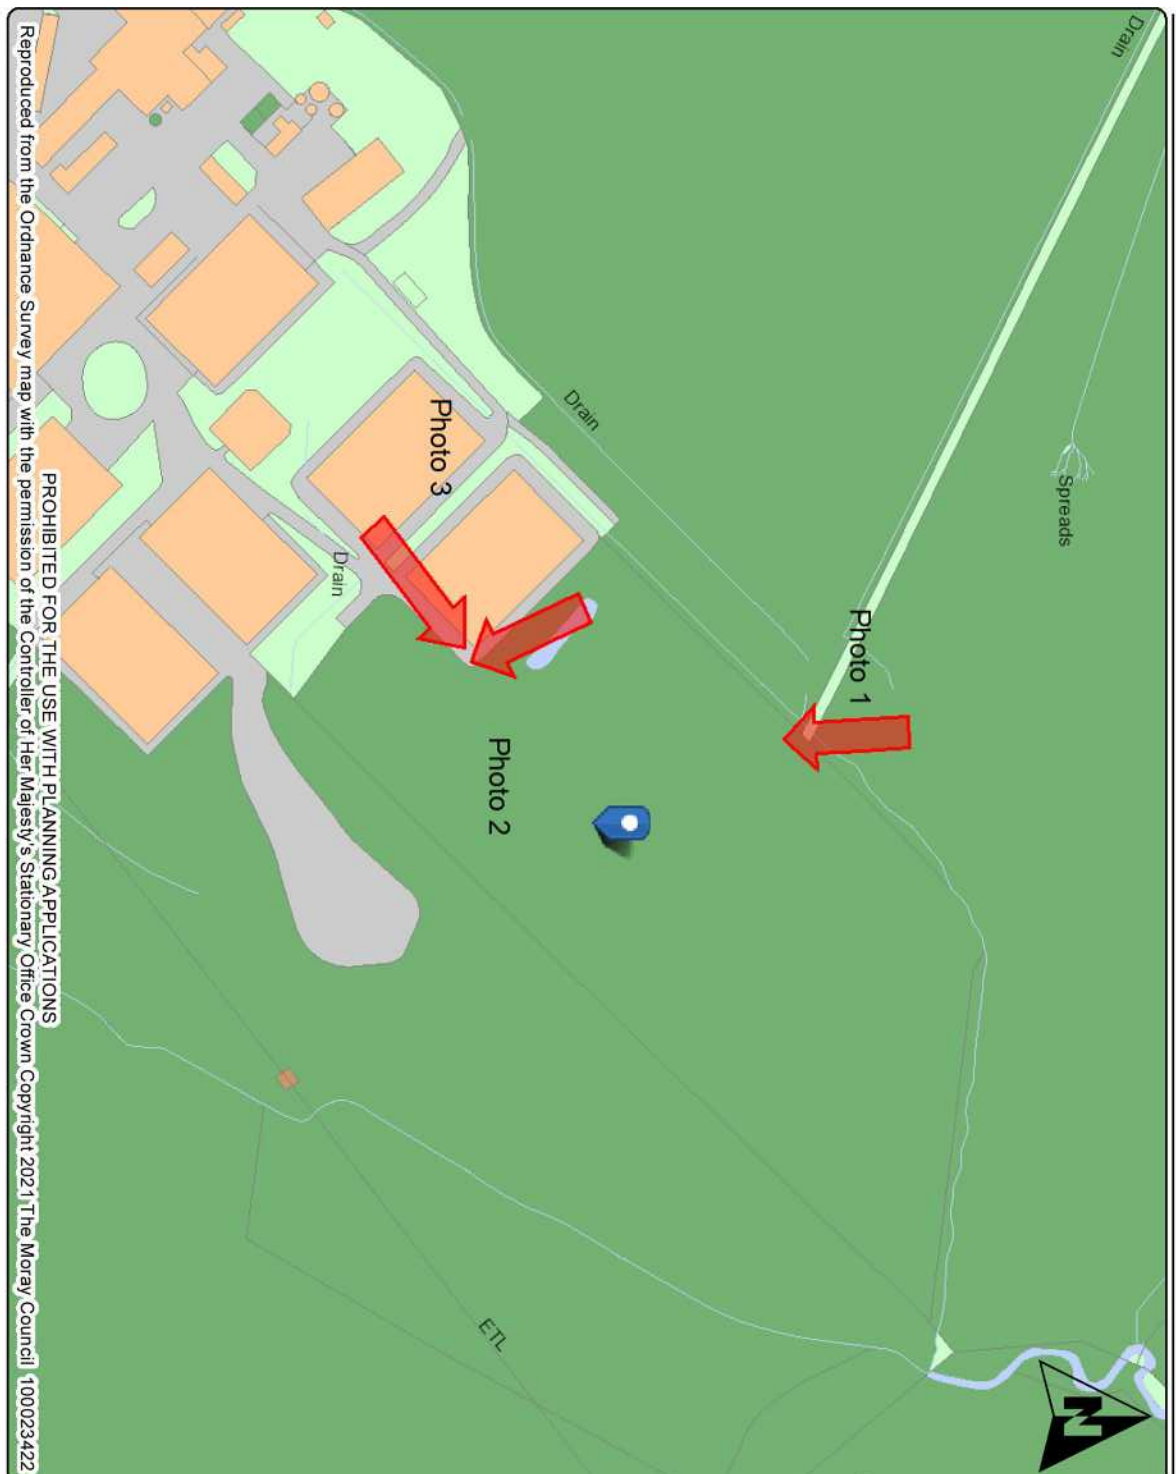 Drain
Spreads
Photo 1
Drain
Photo 3
Drain
Photo 2
ETL
N
PROHIBITED FOR THE USE WITH PLANNING APPLICATIONS
Reproduced from the Ordnance Survey map with the permission of the Controller of Her Majesty's Stationary Office Crown Copyright 2021 The Moray Council 100023422